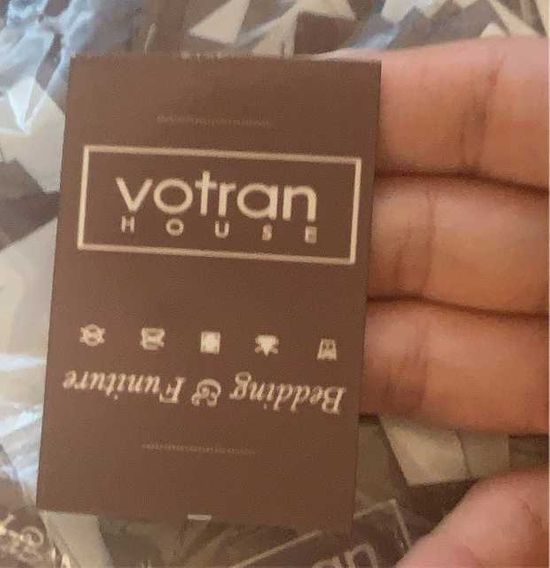 votran
HOUSE
Bedding & Funiture